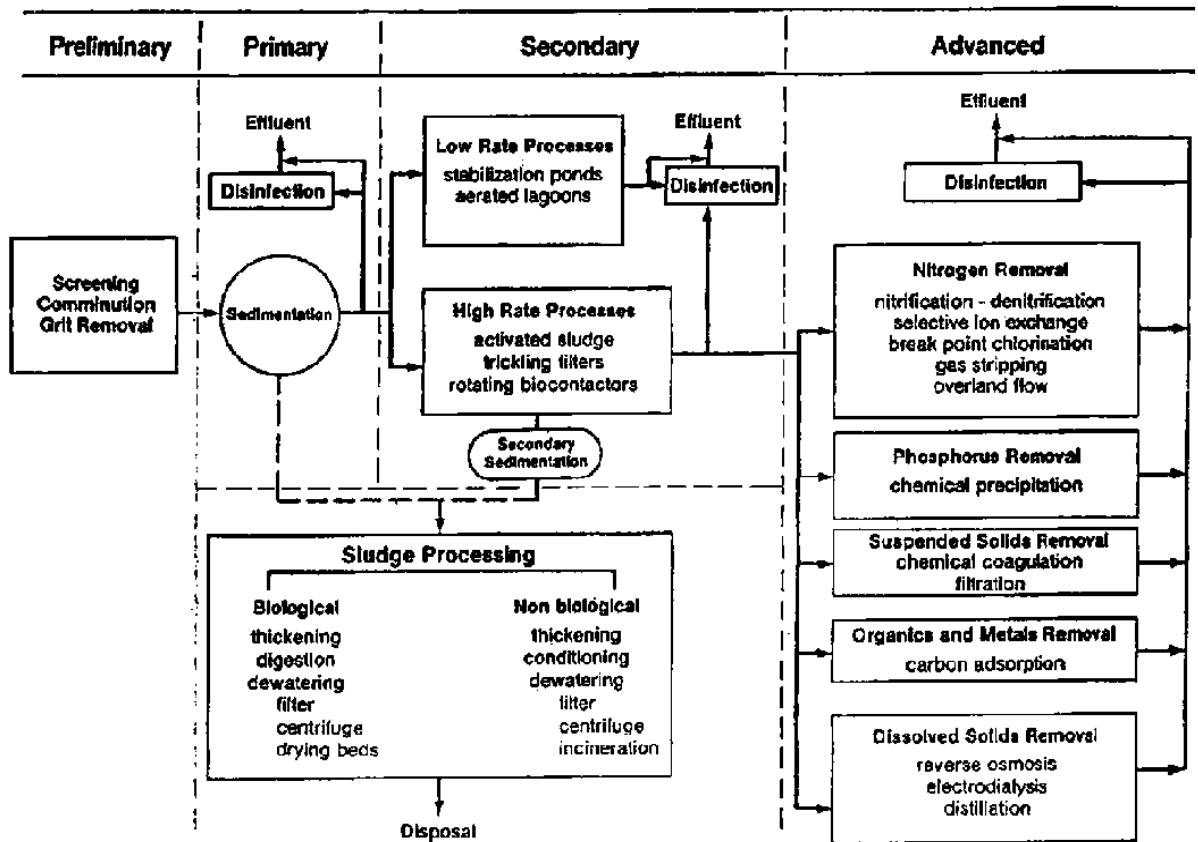 Preliminary
Primary
Secondary
Advanced
Effluent
Disinfection
Screening
Comminution
Grit Removal
Sedimentation
Low Rate Processes
stabilization ponds
aerated lagoons
Effluent
Disinfection
High Rate Processes
activated sludge
trickling filters
rotating biocontactors
Secondary
Sedimentation
Sludge Processing
Biological
thickening
digestion
dewatering
filter
centrifuge
drying beds
Non biological
thickening
conditioning
dewatering
filter
centrifuge
incineration
Disposal
Effluent
Disinfection
Nitrogen Removal
nitrification - denitrification
selective ion exchange
break point chlorination
gas stripping
overland flow
Phosphorus Removal
chemical precipitation
Suspended Solids Removal
chemical coagulation
filtration
Organics and Metals Removal
carbon adsorption
Dissolved Solids Removal
reverse osmosis
electrodialysis
distillation